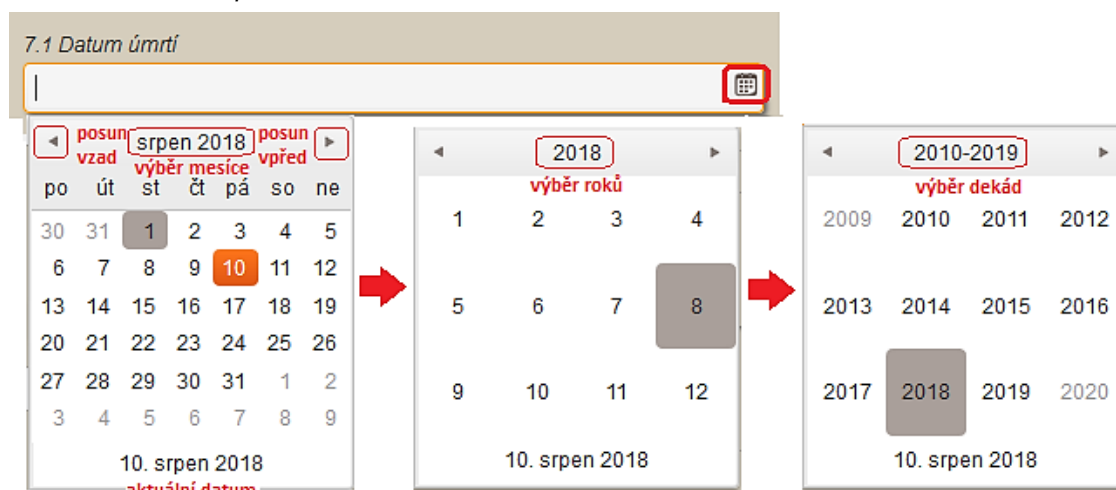 7.1 Datum úmrtí
posun vzad srpen 2018 posun vpřed
výběr mesíce
po út st čt pá so ne
30 31 1 2 3 4 5
6 7 8 9 10 11 12
13 14 15 16 17 18 19
20 21 22 23 24 25 26
27 28 29 30 31 1 2
3 4 5 6 7 8 9
10. srpen 2018
aktuální datum
2018
výběr roků
1 2 3 4
5 6 7 8
9 10 11 12
10. srpen 2018
2010-2019
výběr dekád
2009 2010 2011 2012
2013 2014 2015 2016
2017 2018 2019 2020
10. srpen 2018